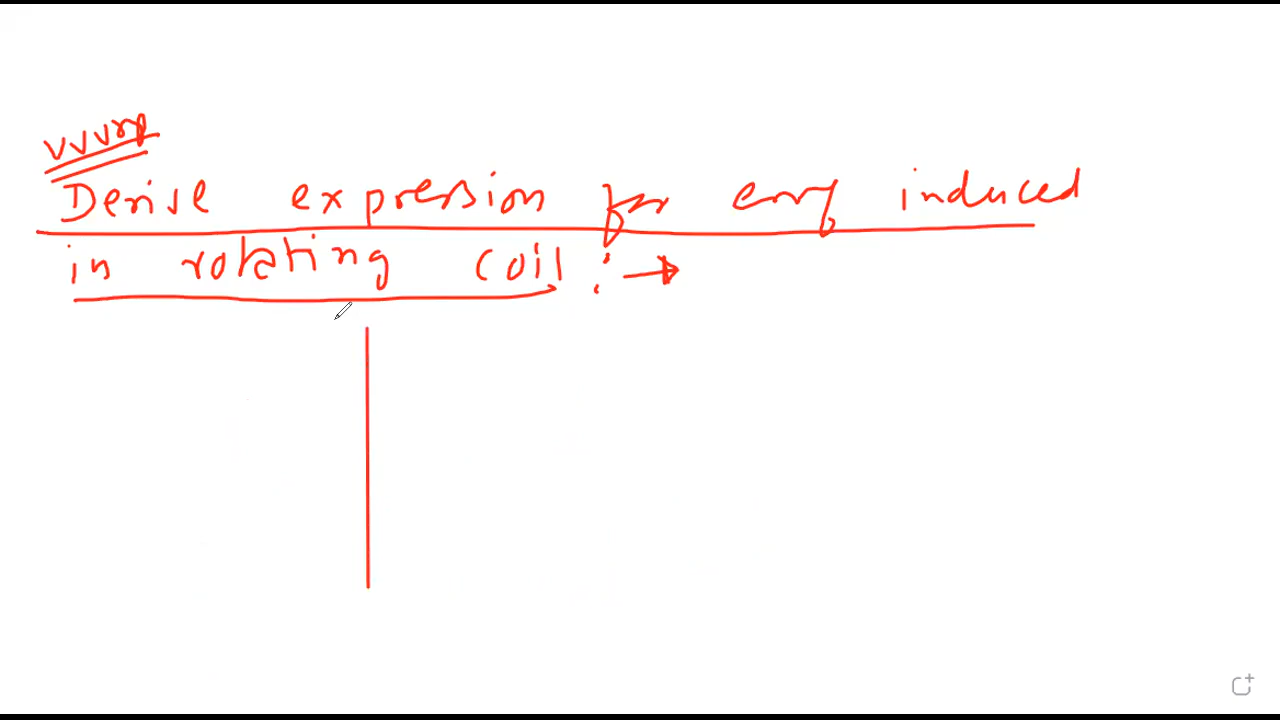 vvvimp
Derive expression for emf induced
in rotating coil :→